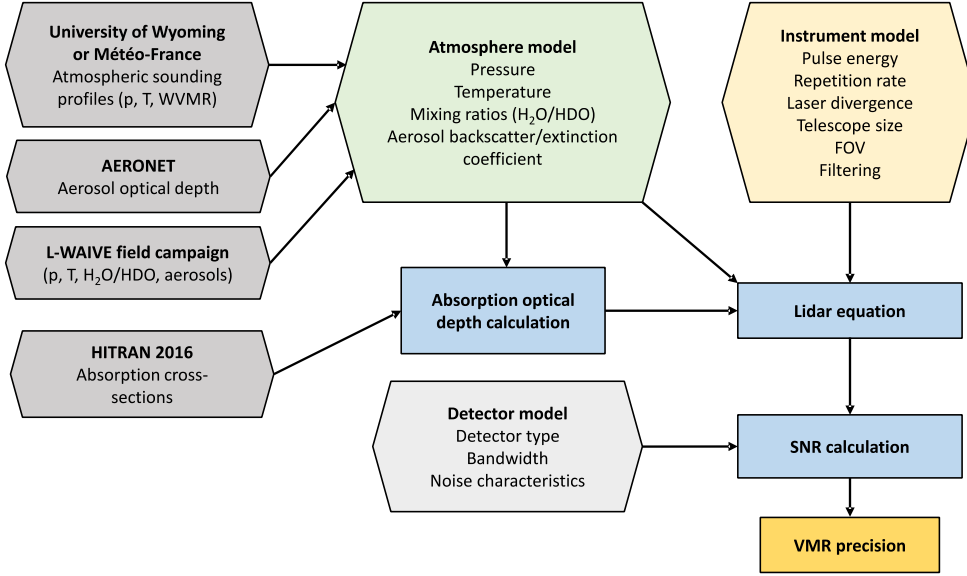 University of Wyoming
or Météo-France
Atmospheric sounding
profiles (p, T, WVMR)
AERONET
Aerosol optical depth
L-WAIVE field campaign
(p, T, H₂O/HDO, aerosols)
HITRAN 2016
Absorption cross-
sections
Atmosphere model
Pressure
Temperature
Mixing ratios (H₂O/HDO)
Aerosol backscatter/extinction
coefficient
Instrument model
Pulse energy
Repetition rate
Laser divergence
Telescope size
FOV
Filtering
Absorption optical
depth calculation
Lidar equation
Detector model
Detector type
Bandwidth
Noise characteristics
SNR calculation
VMR precision